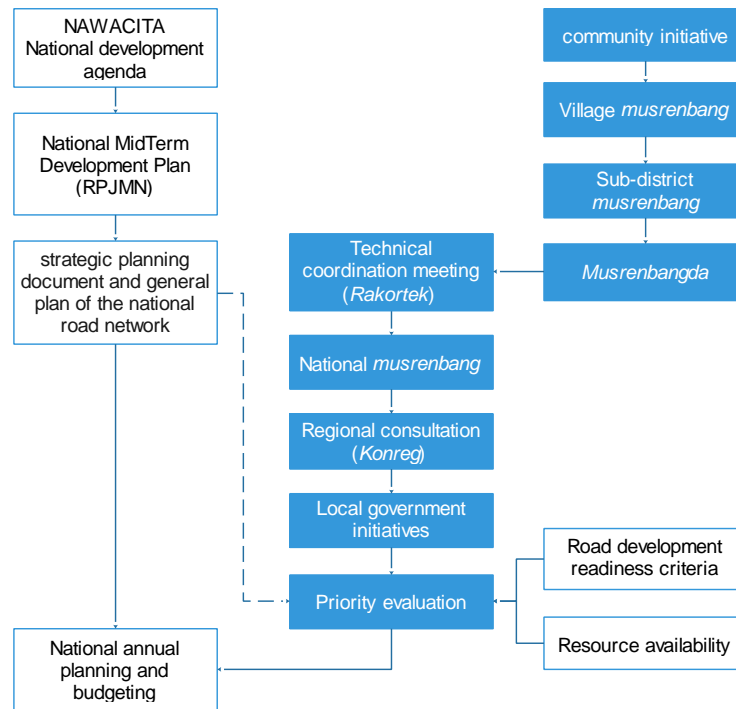 NAWACITA
National development
agenda
National MidTerm
Development Plan
(RPJMN)
strategic planning
document and general
plan of the national
road network
National annual
planning and
budgeting
Technical
coordination meeting
(Rakortek)
National musrenbang
Regional consultation
(Konreg)
Local government
initiatives
Priority evaluation
community initiative
Village musrenbang
Sub-district
musrenbang
Musrenbangda
Road development
readiness criteria
Resource availability